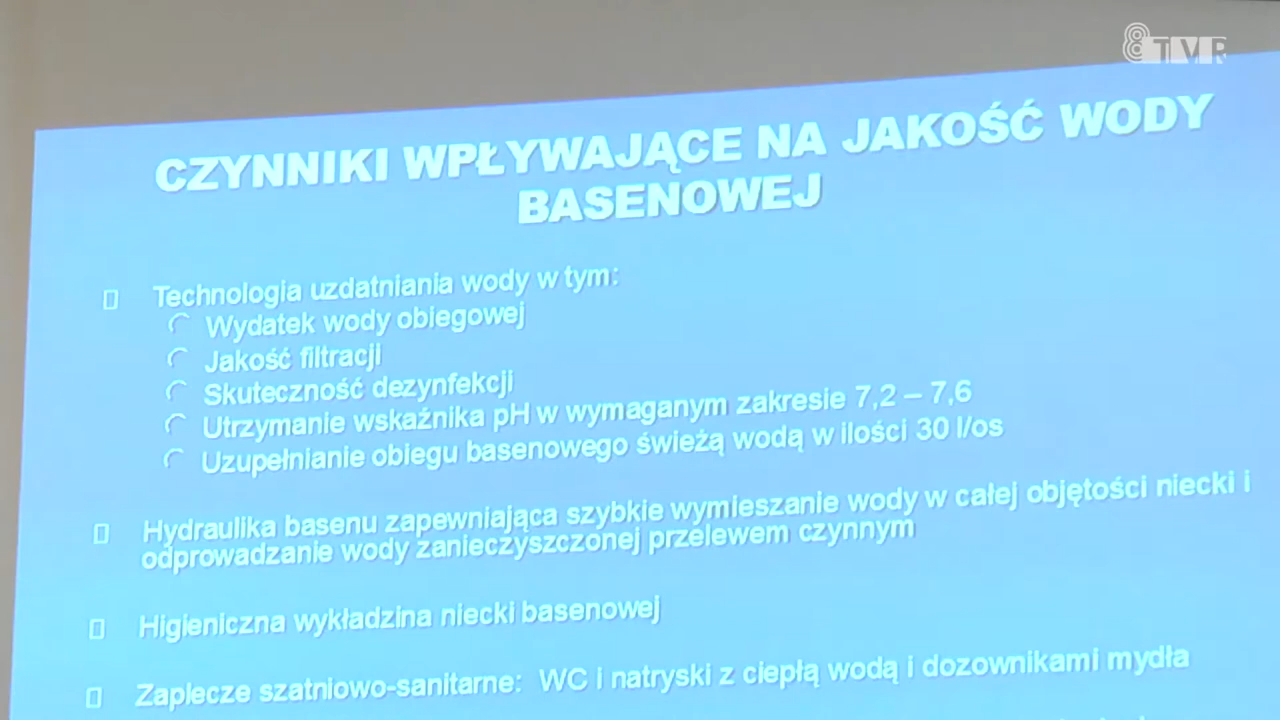 8TVR
CZYNNIKI WPŁYWAJĄCE NA JAKOŚĆ WODY
BASENOWEJ
Technologia uzdatniania wody w tym:
Wydatek wody obiegowej
Jakość filtracji
Skuteczność dezynfekcji
Utrzymanie wskaźnika pH w wymaganym zakresie 7,2 – 7,6
Uzupełnianie obiegu basenowego świeżą wodą w ilości 30 l/os
Hydraulika basenu zapewniająca szybkie wymieszanie wody w całej objętości niecki i
odprowadzanie wody zanieczyszczonej przelewem czynnym
Higieniczna wykładzina niecki basenowej
Zaplecze szatniowo-sanitarne: WC i natryski z ciepłą wodą i dozownikami mydła